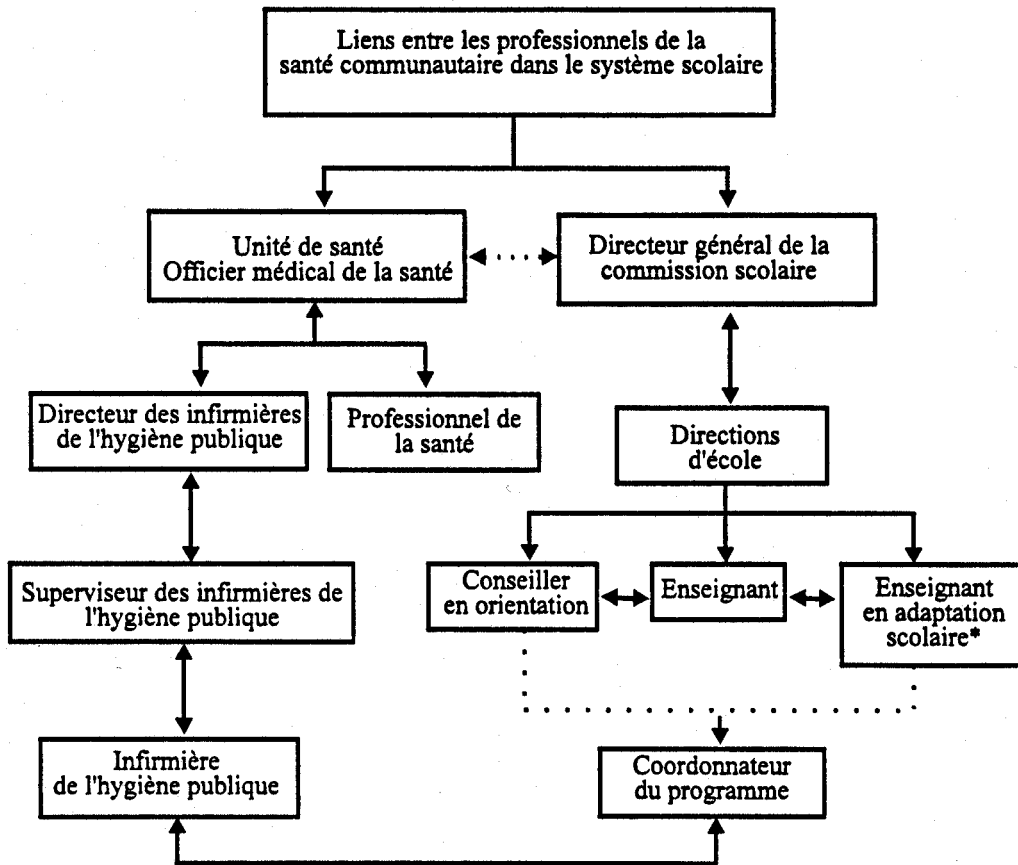 Liens entre les professionnels de la
santé communautaire dans le système scolaire
Unité de santé
Officier médical de la santé
Directeur général de la
commission scolaire
Directeur des infirmières
de l'hygiène publique
Professionnel de
la santé
Directions
d'école
Superviseur des infirmières de
l'hygiène publique
Conseiller
en orientation
Enseignant
Enseignant
en adaptation
scolaire*
Infirmière
de l'hygiène publique
Coordonnateur
du programme